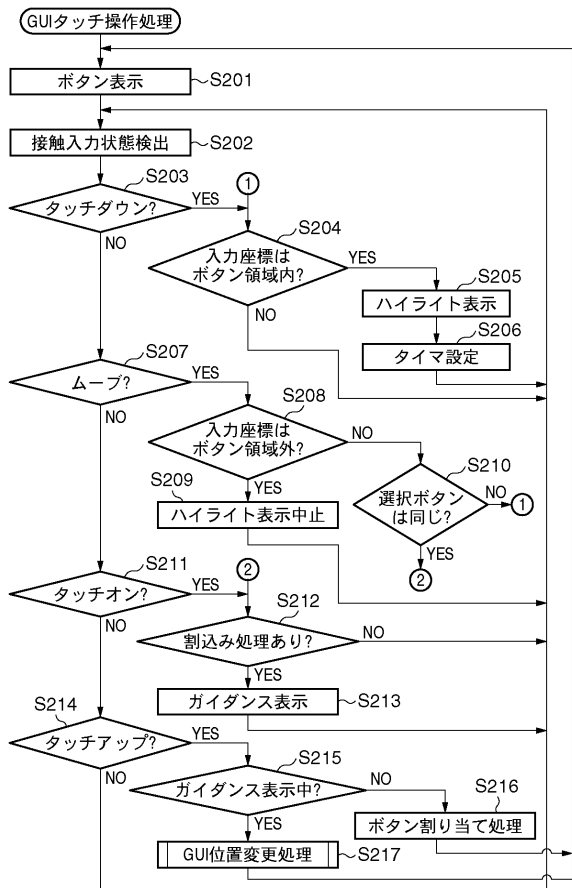 GUIタッチ操作処理
ボタン表示
S201
接触入力状態検出
S202
S203
タッチダウン?
YES
NO
1
S204
入力座標は
ボタン領域内?
YES
NO
S205
ハイライト表示
S206
タイマ設定
S207
ムーブ?
YES
NO
S208
入力座標は
ボタン領域外?
NO
YES
S209
ハイライト表示中止
S210
選択ボタン
は同じ?
NO
1
YES
2
S211
タッチオン?
YES
NO
2
S212
割込み処理あり?
NO
YES
ガイダンス表示
S213
S214
タッチアップ?
YES
NO
S215
ガイダンス表示中?
NO
YES
S216
ボタン割り当て処理
GUI位置変更処理
S217